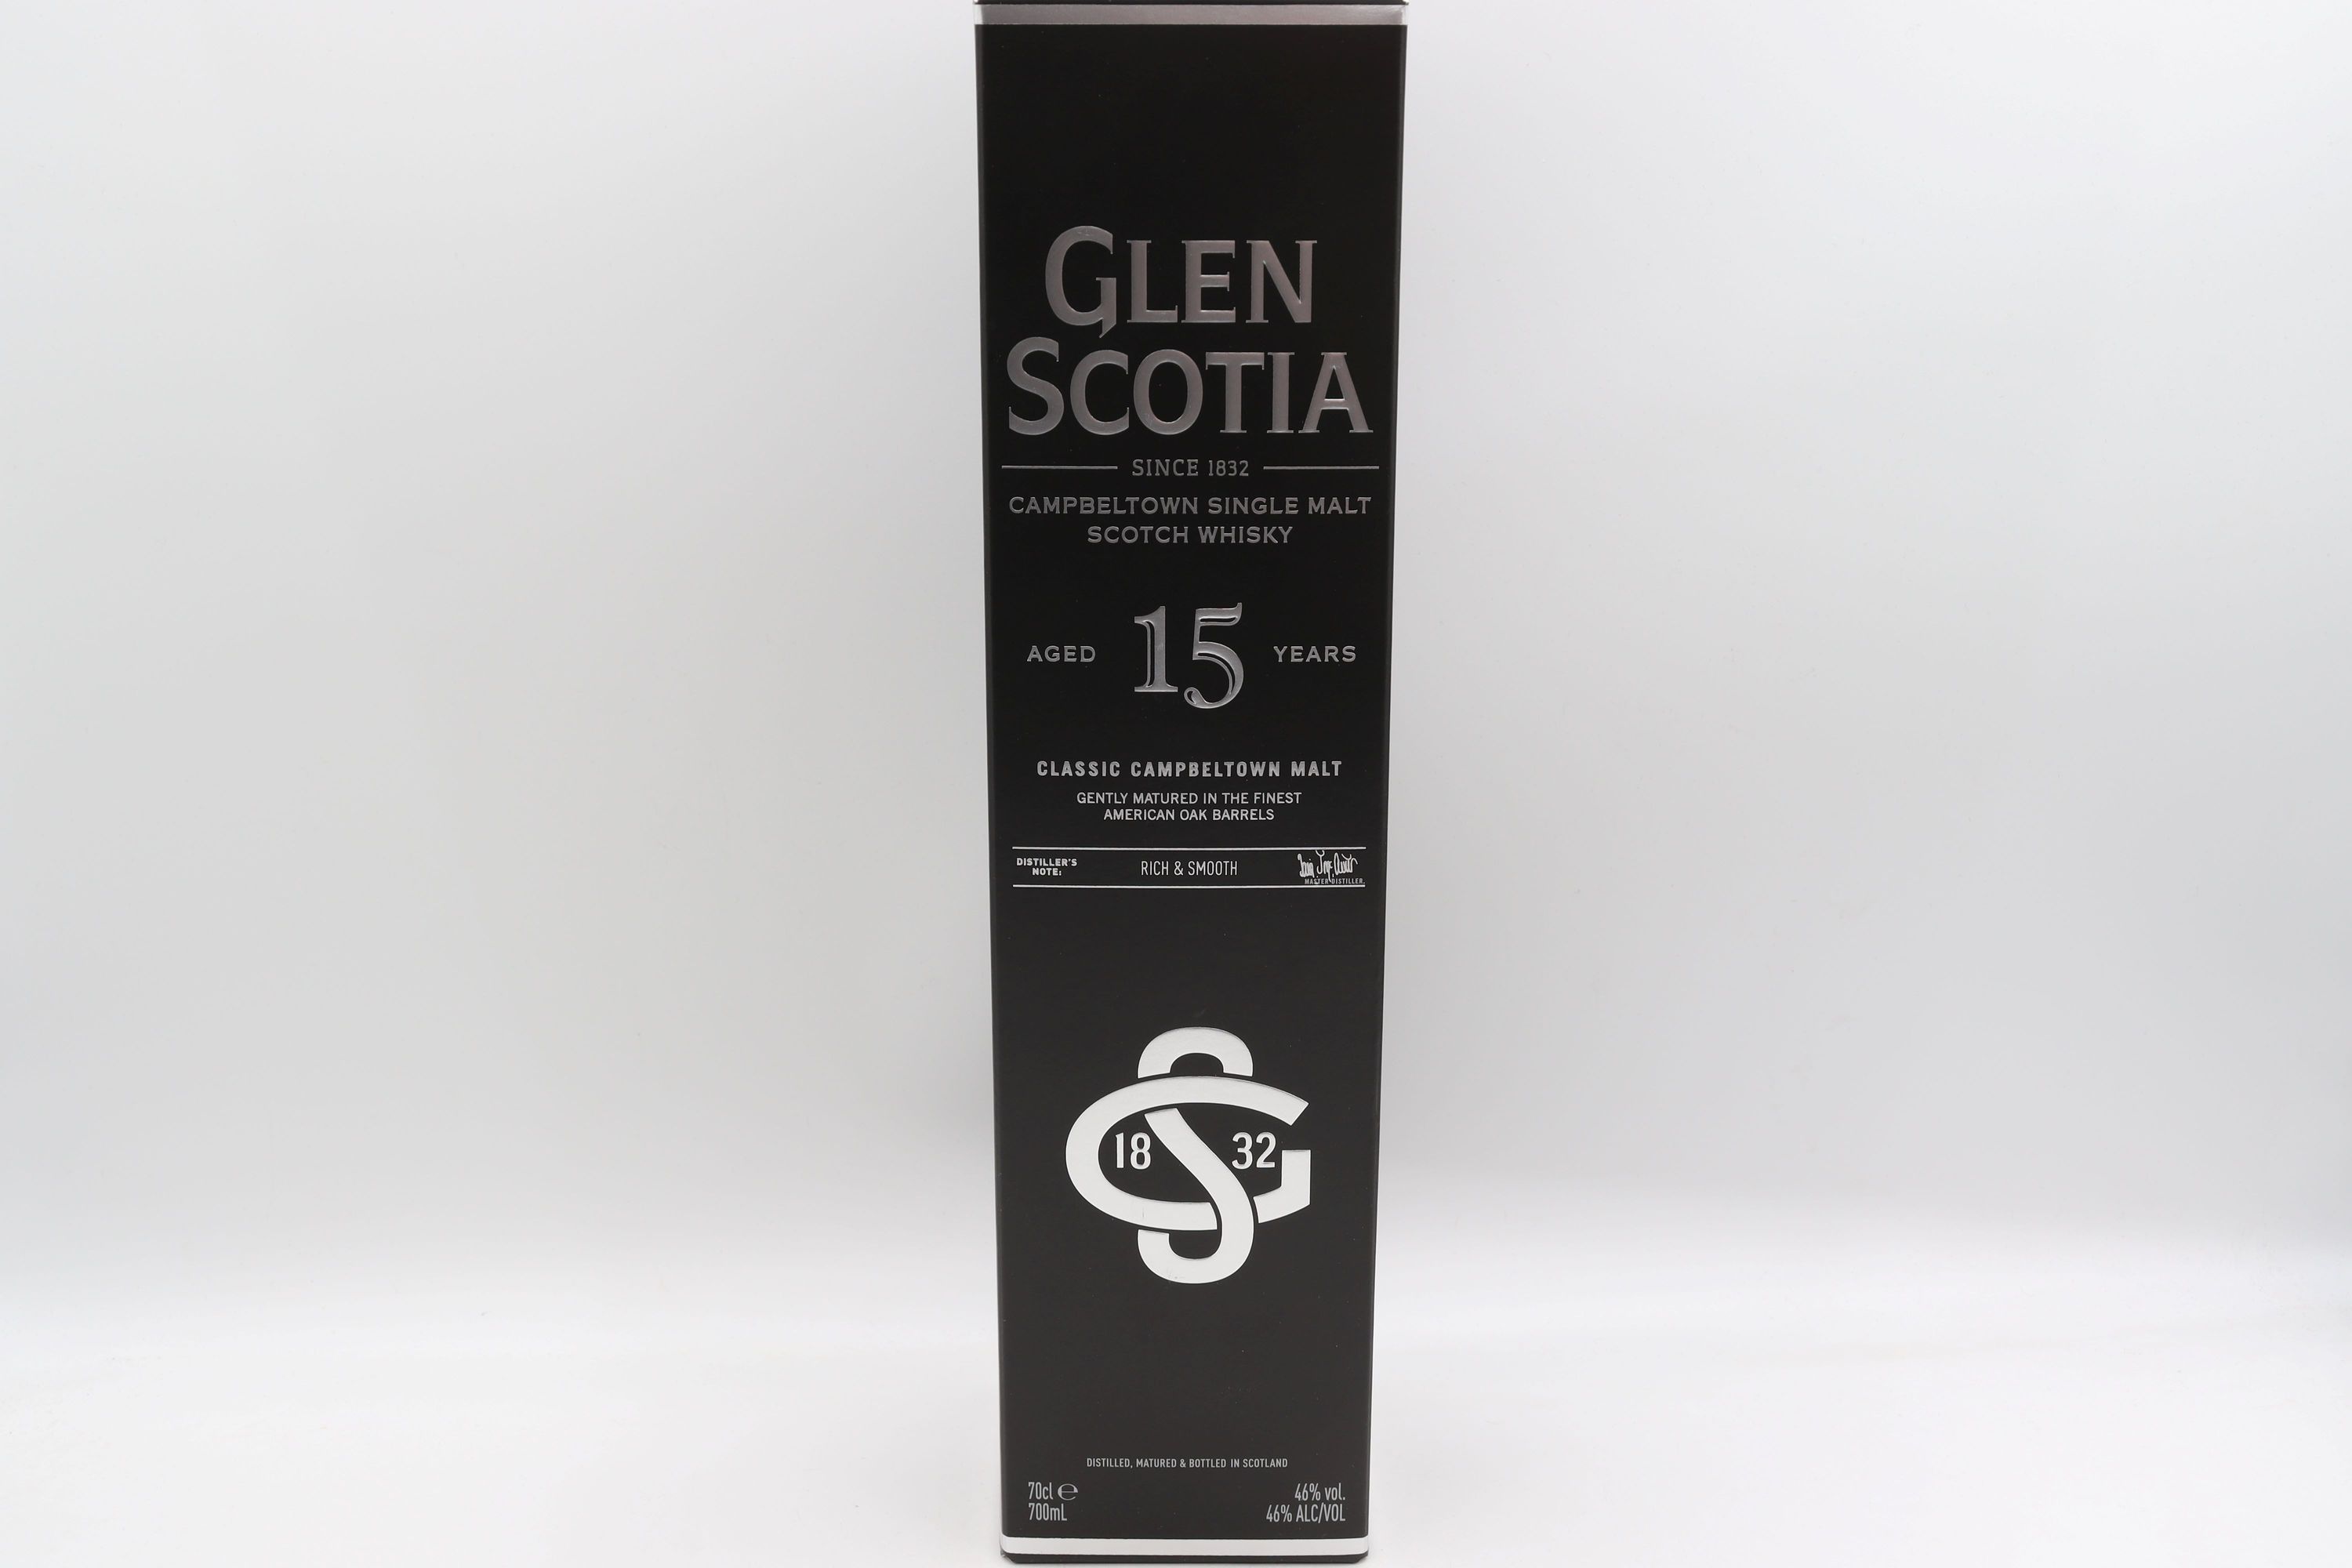 GLEN
SCOTIA
SINCE 1832
CAMPBELTOWN SINGLE MALT
SCOTCH WHISKY
AGED 15 YEARS
CLASSIC CAMPBELTOWN MALT
GENTLY MATURED IN THE FINEST
AMERICAN OAK BARRELS
DISTILLER'S
NOTE:
RICH & SMOOTH
MASTER DISTILLER.
SG
18 32
DISTILLED, MATURED & BOTTLED IN SCOTLAND
70cl ℮
700mL
46% vol.
46% ALC/VOL